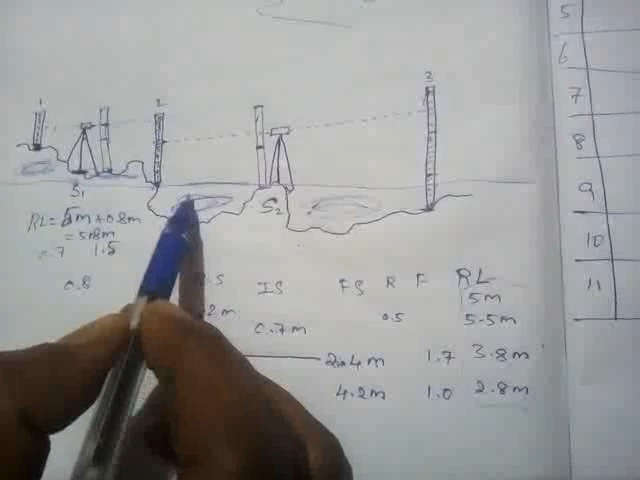 1
2
3
S1
S2
RL = 5m + 0.8m
= 5.8m
0.7 1.5
0.8
IS FS R F RL
5m
.2m
0.7m 0.5 5.5m
2.4m 1.7 3.8m
4.2m 1.0 2.8m
5
6
7
8
9
10
11